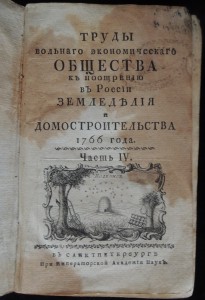 ТРУДЫ
ВОЛЬНАГО ЭКОНОМИЧЕСКАГО
ОБЩЕСТВА
КЪ ПООЩРЕНІЮ
ВЪ РОССІИ
ЗЕМЛЕДѢЛІЯ
и
ДОМОСТРОИТЕЛЬСТВА
1766 года.
Часть IV.
ВЪ САНКТПЕТЕРБУРГѢ
При Императорской Академіи Наукъ